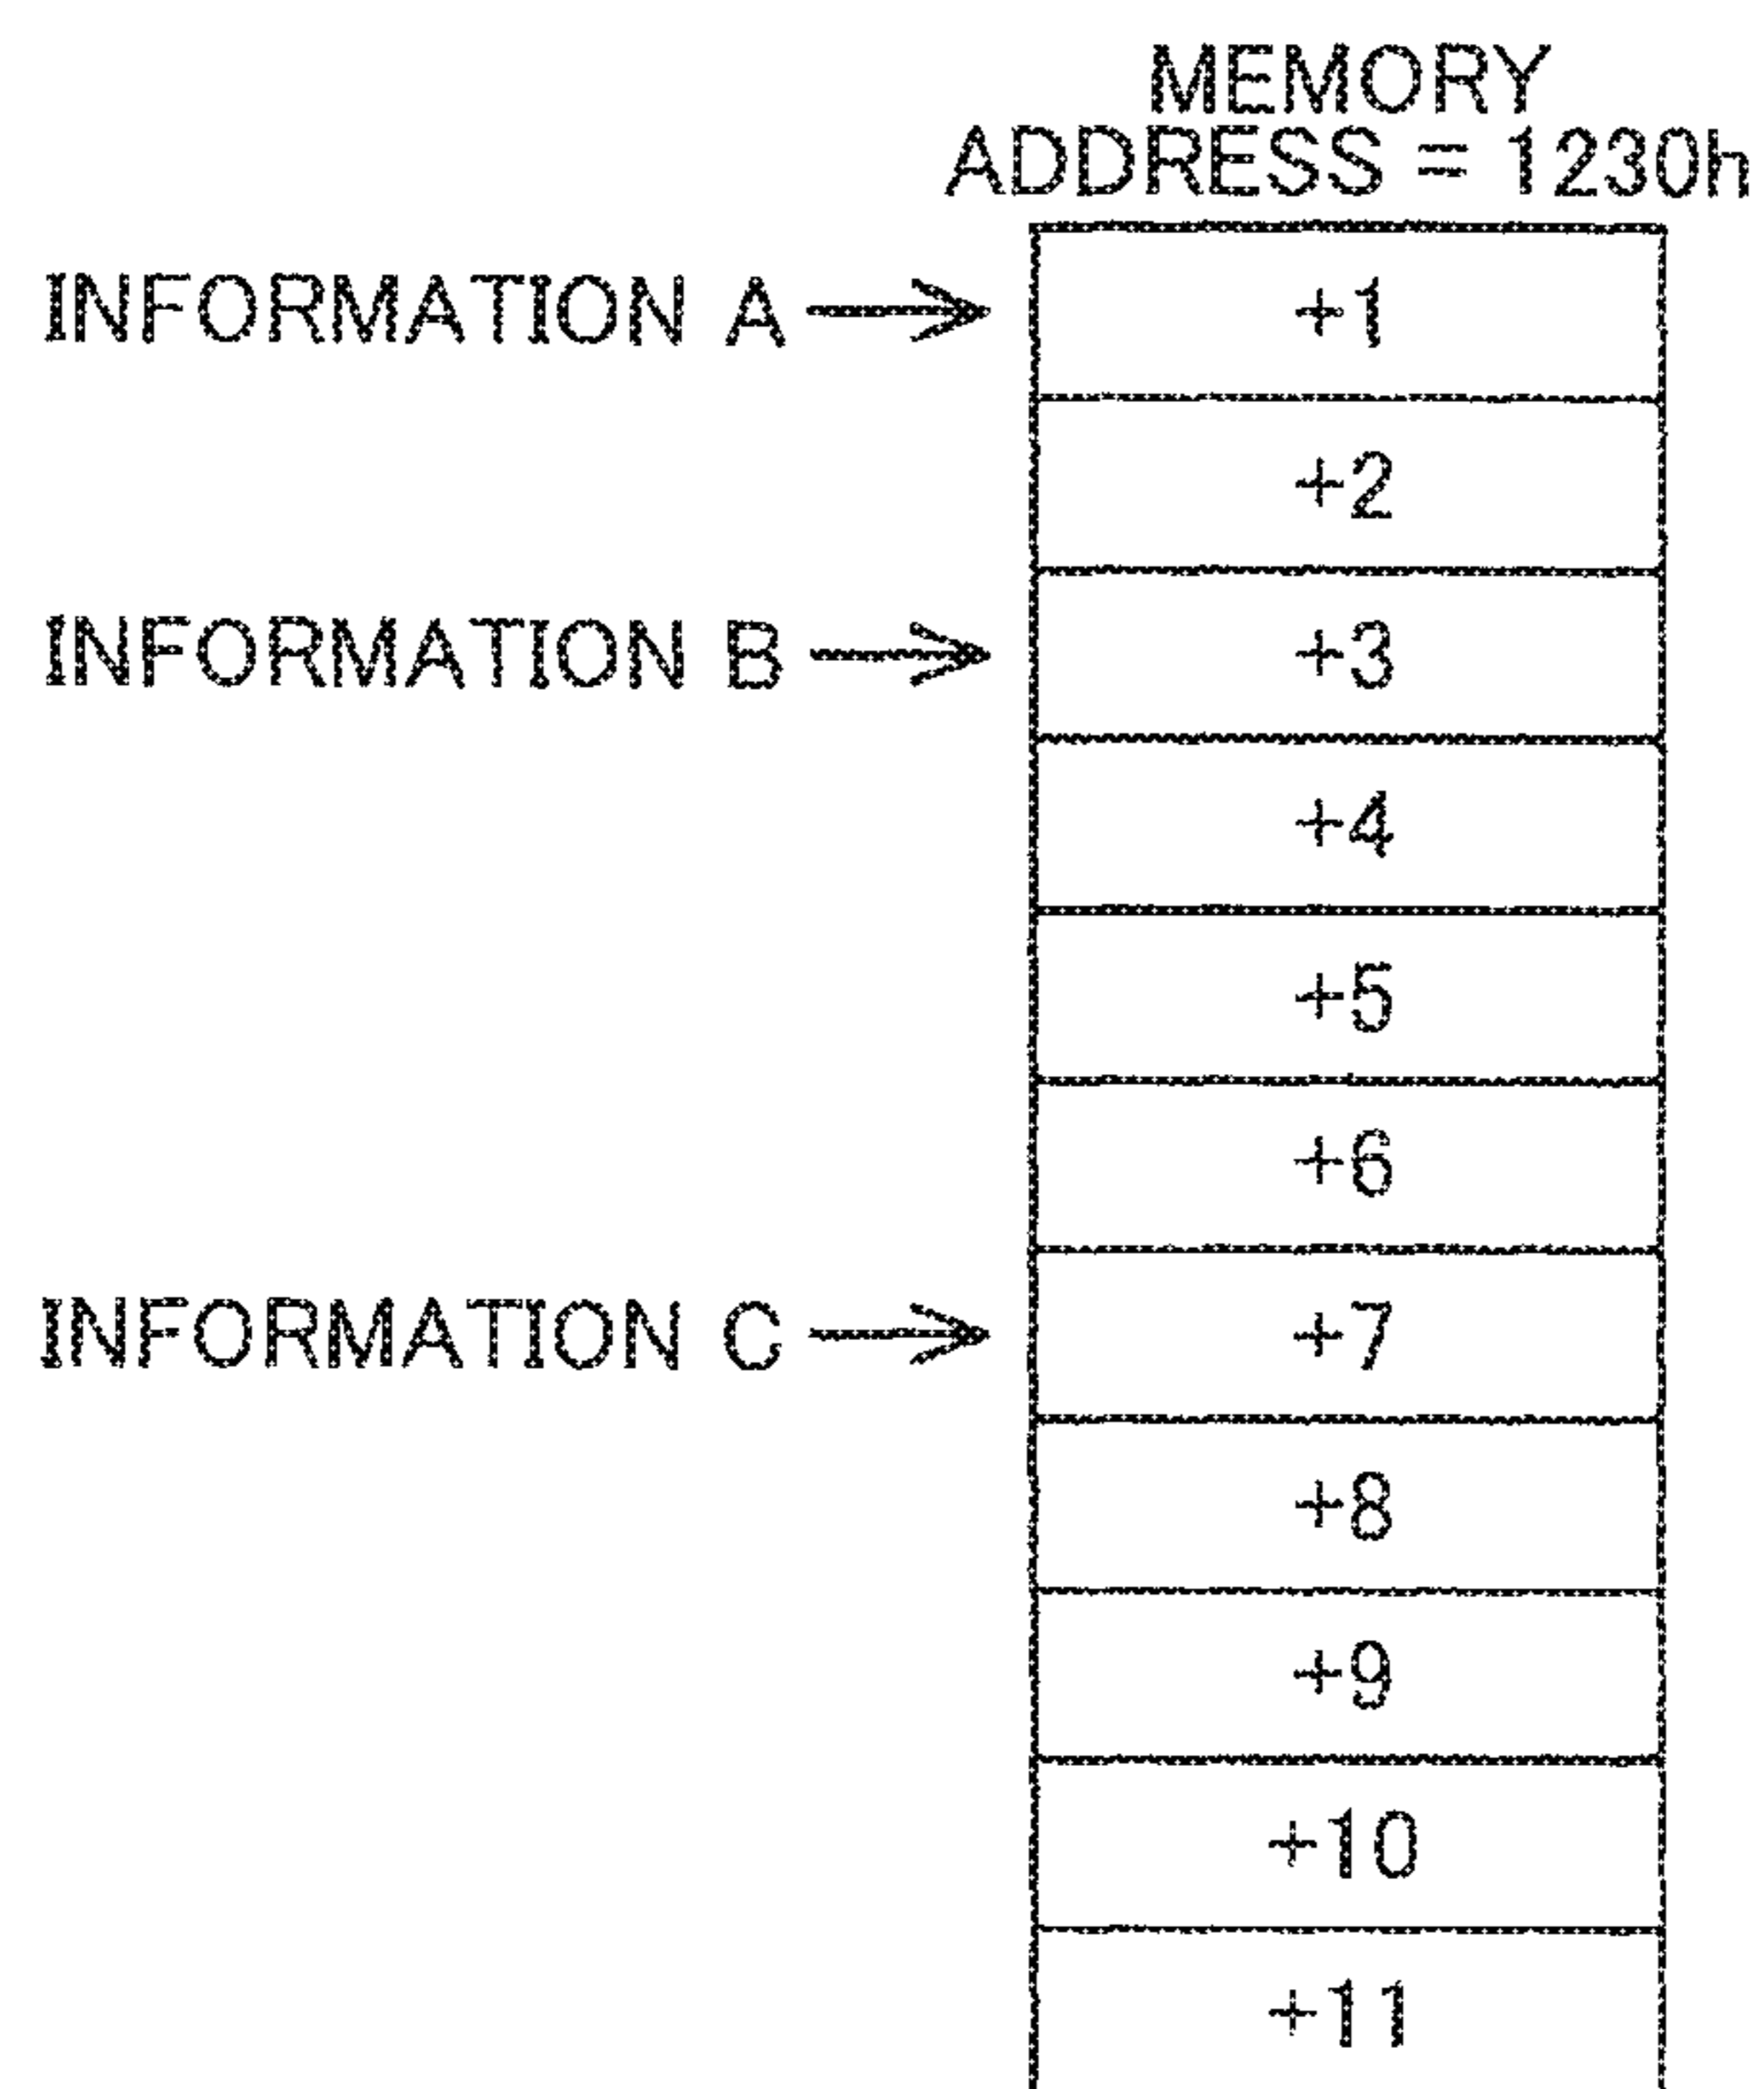 MEMORY
ADDRESS = 1230h
INFORMATION A → +1
+2
INFORMATION B → +3
+4
+5
+6
INFORMATION C → +7
+8
+9
+10
+11